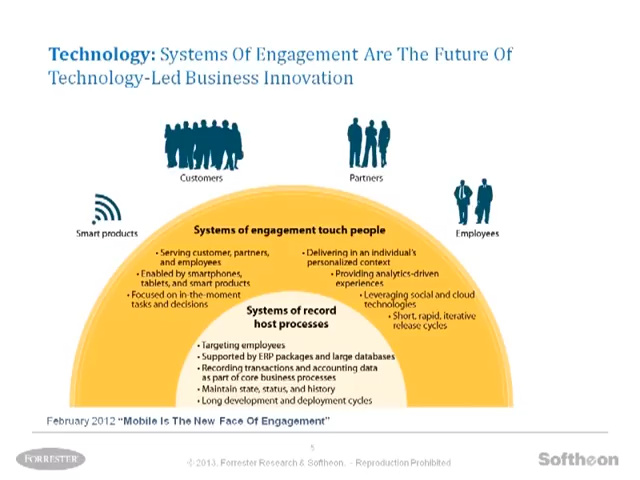 Technology: Systems Of Engagement Are The Future Of
Technology-Led Business Innovation
Customers
Partners
Smart products
Employees
Systems of engagement touch people
• Serving customer, partners,
and employees
• Enabled by smartphones,
tablets, and smart products
• Focused on in-the-moment
tasks and decisions
• Delivering in an individual's
personalized context
• Providing analytics-driven
experiences
• Leveraging social and cloud
technologies
• Short, rapid, iterative
release cycles
Systems of record
host processes
• Targeting employees
• Supported by ERP packages and large databases
• Recording transactions and accounting data
as part of core business processes
• Maintain state, status, and history
• Long development and deployment cycles
February 2012 "Mobile Is The New Face Of Engagement"
5
FORRESTER
© 2013, Forrester Research & Softheon. - Reproduction Prohibited
Softheon